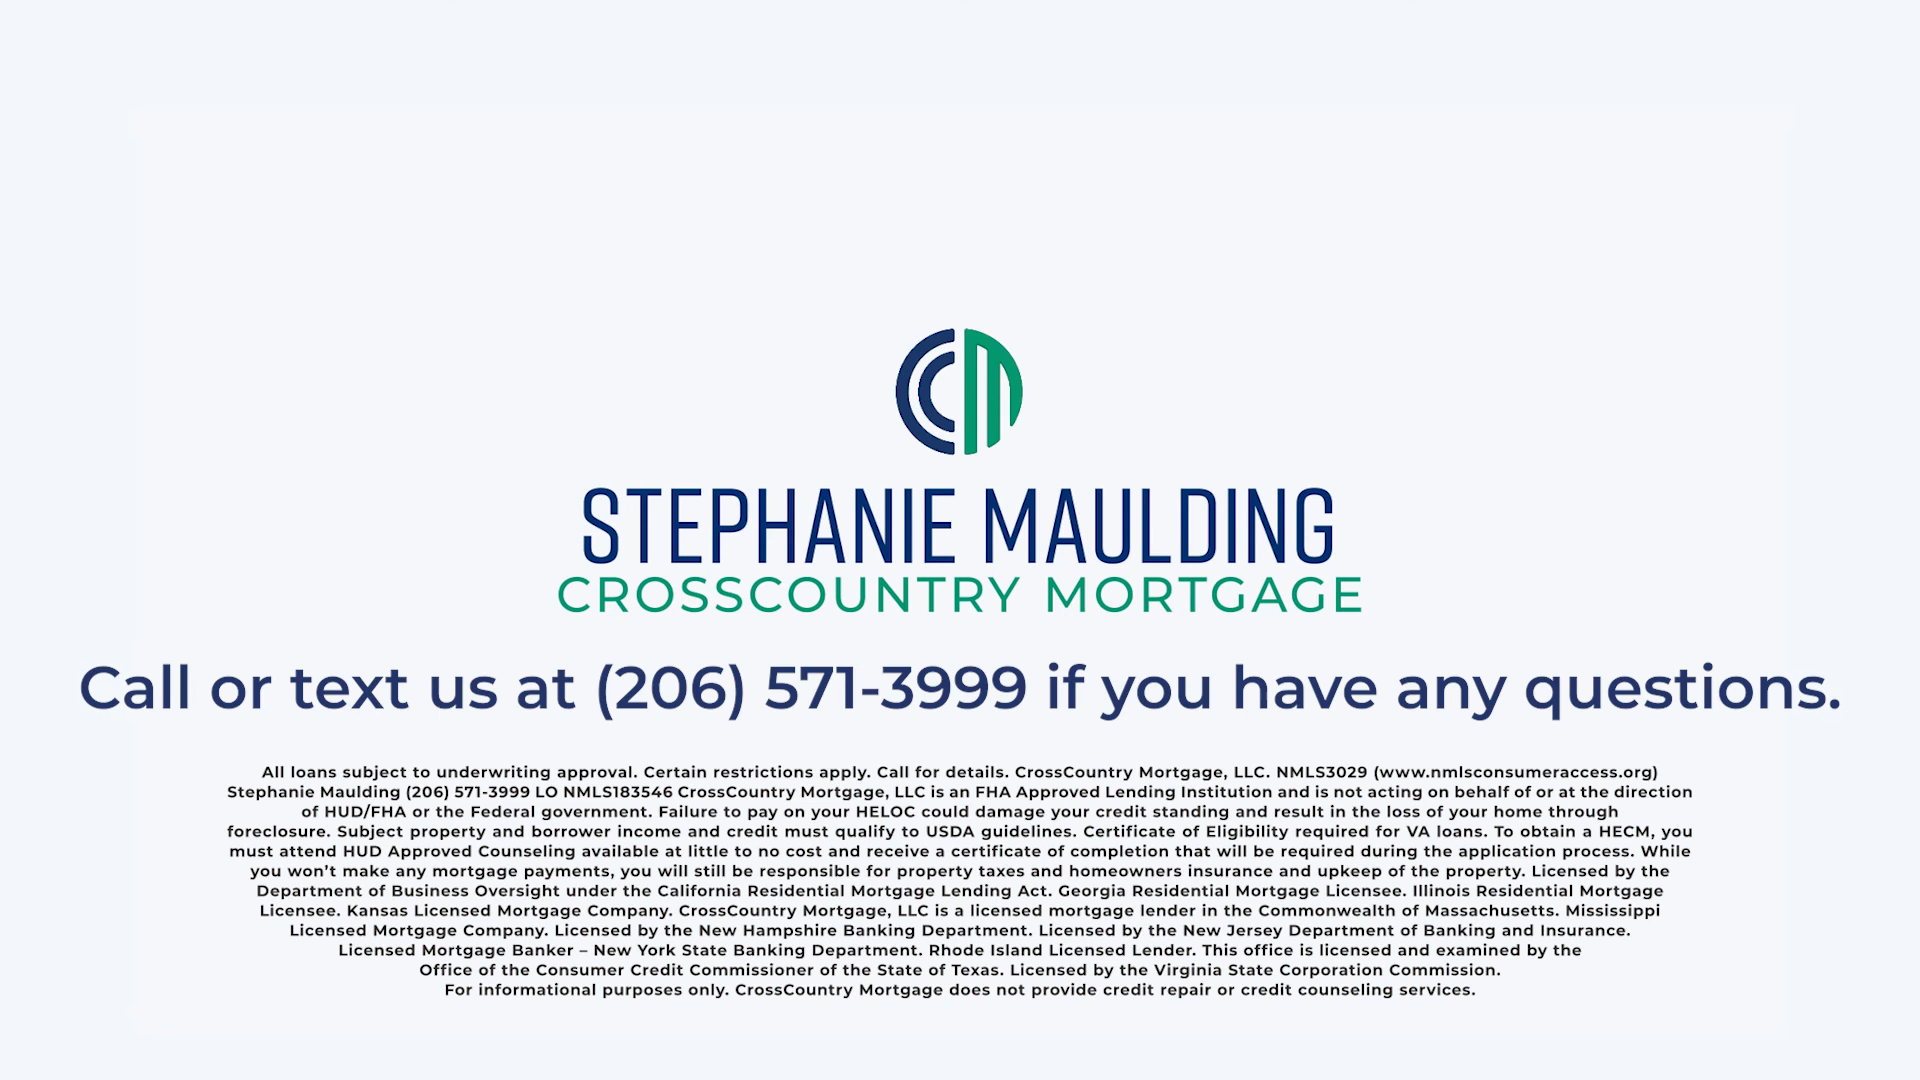 STEPHANIE MAULDING
CROSSCOUNTRY MORTGAGE
Call or text us at (206) 571-3999 if you have any questions.
All loans subject to underwriting approval. Certain restrictions apply. Call for details. CrossCountry Mortgage, LLC. NMLS3029 (www.nmlsconsumeraccess.org)
Stephanie Maulding (206) 571-3999 LO NMLS183546 CrossCountry Mortgage, LLC is an FHA Approved Lending Institution and is not acting on behalf of or at the direction
of HUD/FHA or the Federal government. Failure to pay on your HELOC could damage your credit standing and result in the loss of your home through
foreclosure. Subject property and borrower income and credit must qualify to USDA guidelines. Certificate of Eligibility required for VA loans. To obtain a HECM, you
must attend HUD Approved Counseling available at little to no cost and receive a certificate of completion that will be required during the application process. While
you won’t make any mortgage payments, you will still be responsible for property taxes and homeowners insurance and upkeep of the property. Licensed by the
Department of Business Oversight under the California Residential Mortgage Lending Act. Georgia Residential Mortgage Licensee. Illinois Residential Mortgage
Licensee. Kansas Licensed Mortgage Company. CrossCountry Mortgage, LLC is a licensed mortgage lender in the Commonwealth of Massachusetts. Mississippi
Licensed Mortgage Company. Licensed by the New Hampshire Banking Department. Licensed by the New Jersey Department of Banking and Insurance.
Licensed Mortgage Banker – New York State Banking Department. Rhode Island Licensed Lender. This office is licensed and examined by the
Office of the Consumer Credit Commissioner of the State of Texas. Licensed by the Virginia State Corporation Commission.
For informational purposes only. CrossCountry Mortgage does not provide credit repair or credit counseling services.